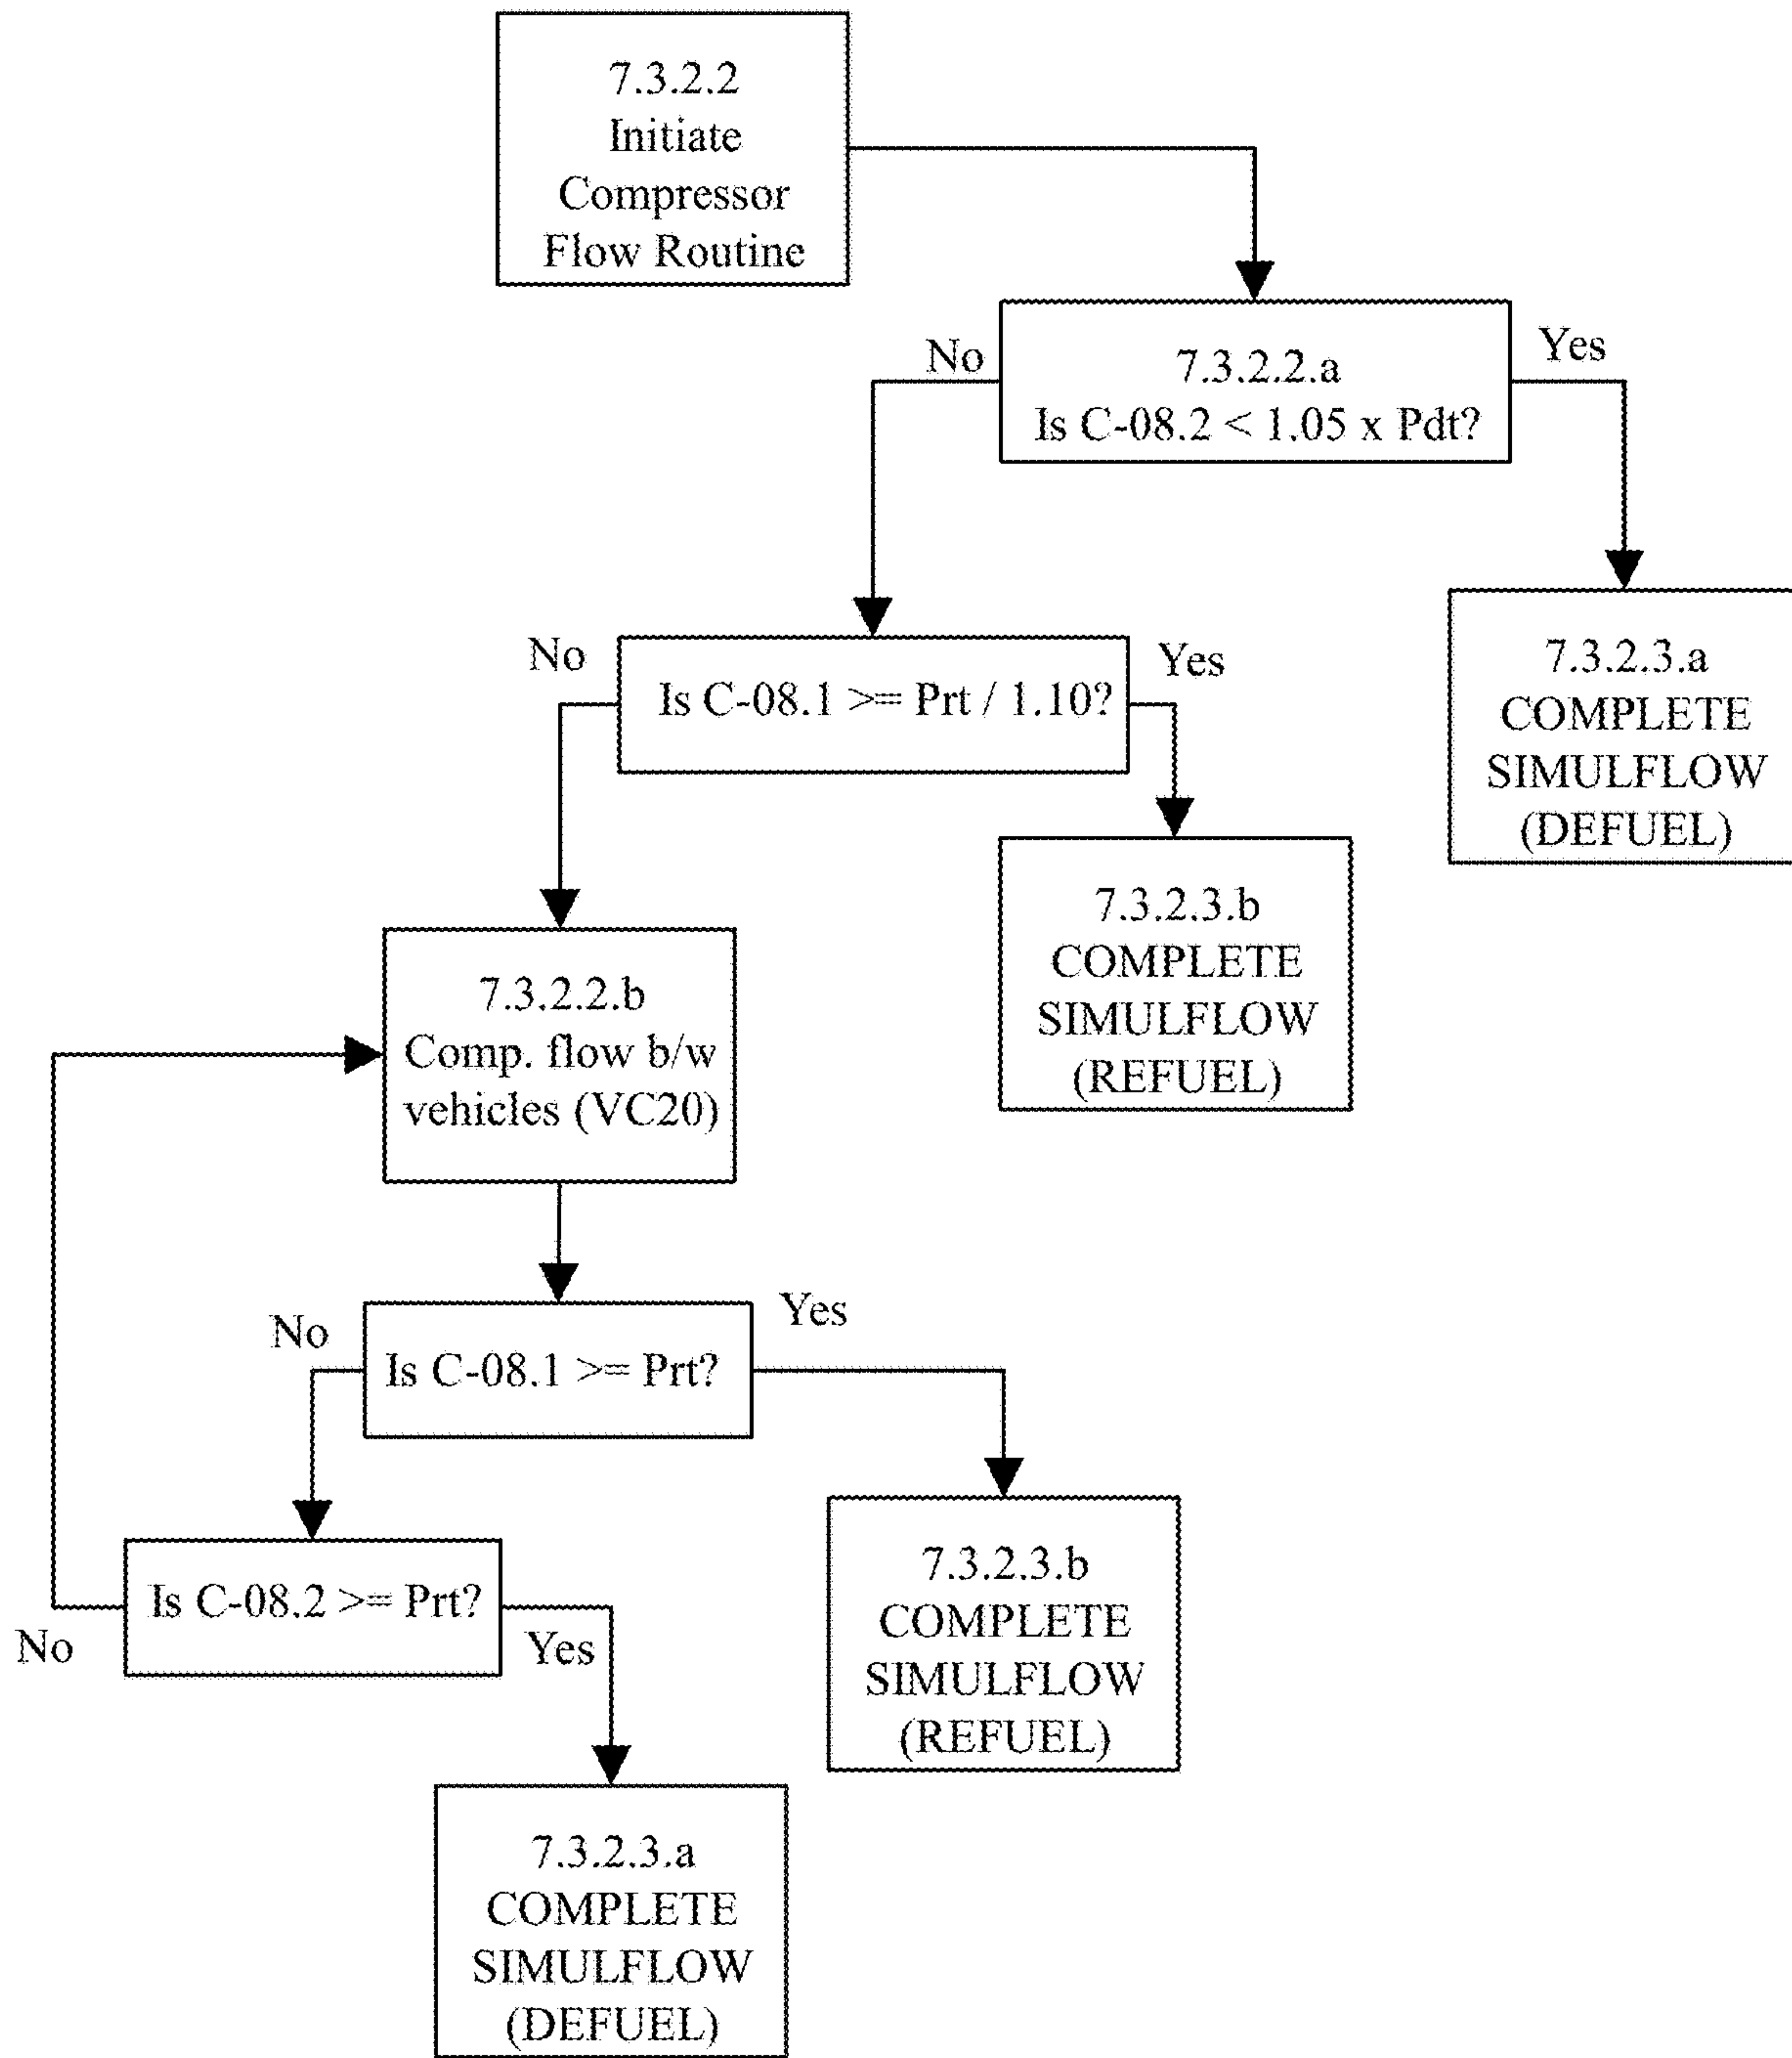 7.3.2.2
Initiate
Compressor
Flow Routine
No
7.3.2.2.a
Is C-08.2 < 1.05 x Pdt?
Yes
7.3.2.3.a
COMPLETE
SIMULFLOW
(DEFUEL)
No
Is C-08.1 >= Prt / 1.10?
Yes
7.3.2.3.b
COMPLETE
SIMULFLOW
(REFUEL)
7.3.2.2.b
Comp. flow b/w
vehicles (VC20)
No
Is C-08.1 >= Prt?
Yes
7.3.2.3.b
COMPLETE
SIMULFLOW
(REFUEL)
Is C-08.2 >= Prt?
No
Yes
7.3.2.3.a
COMPLETE
SIMULFLOW
(DEFUEL)